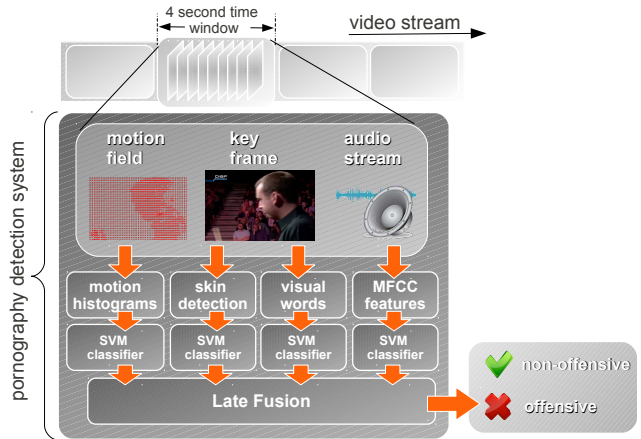 4 second time
window
video stream
pornography detection system
motion
field
key
frame
audio
stream
motion
histograms
skin
detection
visual
words
MFCC
features
SVM
classifier
SVM
classifier
SVM
classifier
SVM
classifier
Late Fusion
non-offensive
offensive